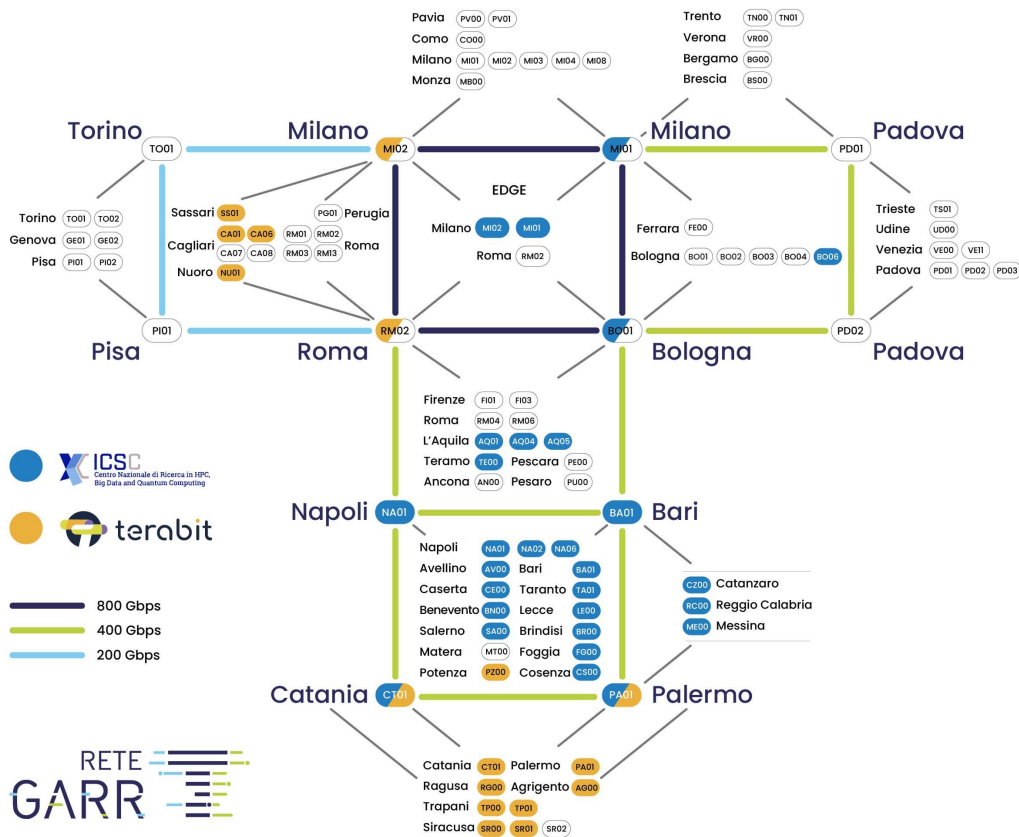 Pavia PV00 PV01
Como CO00
Milano MI01 MI02 MI03 MI04 MI08
Monza MB00
Trento TN00 TN01
Verona VR00
Bergamo BG00
Brescia BS00
Torino Milano Milano Padova
TO01 MI02 MI01 PD01
EDGE
Milano MI02 MI01
Roma RM02
Torino TO01 TO02
Genova GE01 GE02
Pisa PI01 PI02
Sassari SS01
Cagliari CA01 CA06
CA07 CA08
Nuoro NU01
PG01 Perugia
RM01 RM02 Roma
RM03 RM13
Ferrara FE00
Bologna BO01 BO02 BO03 BO04 BO06
Trieste TS01
Udine UD00
Venezia VE00 VE11
Padova PD01 PD02 PD03
PI01 RM02 BO01 PD02
Pisa Roma Bologna Padova
Firenze FI01 FI03
Roma RM04 RM06
L'Aquila AQ01 AQ04 AQ05
Teramo TE00 Pescara PE00
Ancona AN00 Pesaro PU00
ICSC
Centro Nazionale di Ricerca in HPC,
Big Data and Quantum Computing
terabit
800 Gbps
400 Gbps
200 Gbps
Napoli NA01 BA01 Bari
Napoli NA01 NA02 NA06
Avellino AV00 Bari BA01
Caserta CE00 Taranto TA01
Benevento BN00 Lecce LE00
Salerno SA00 Brindisi BR00
Matera MT00 Foggia FG00
Potenza PZ00 Cosenza CS00
CZ00 Catanzaro
RC00 Reggio Calabria
ME00 Messina
Catania CT01 PA01 Palermo
Catania CT01 Palermo PA01
Ragusa RG00 Agrigento AG00
Trapani TP00 TP01
Siracusa SR00 SR01 SR02
RETE
GARR